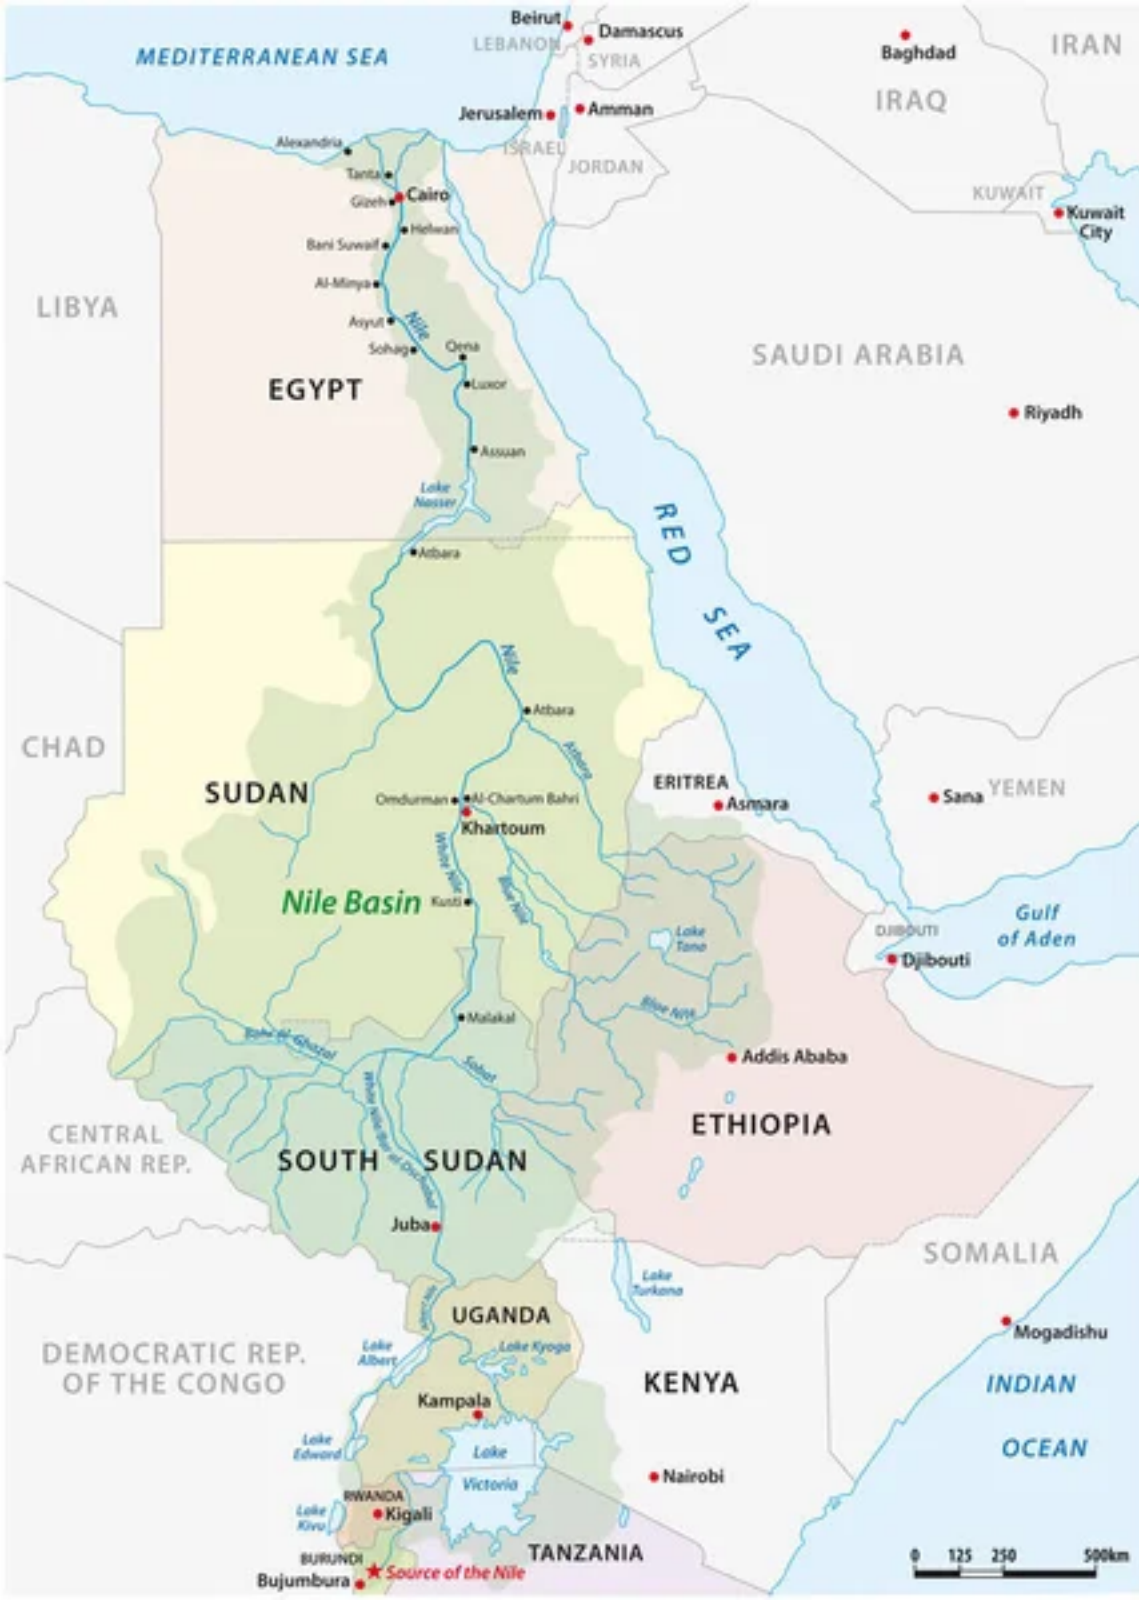 Beirut
LEBANON
Damascus
SYRIA
MEDITERRANEAN SEA
Baghdad
IRAN
IRAQ
Jerusalem
Amman
ISRAEL
JORDAN
Alexandria
Tanta
Gizeh
Cairo
KUWAIT
Kuwait
City
Helwan
Bani Suwaif
Al-Minya
LIBYA
Asyut
Nile
Sohag
Qena
Luxor
SAUDI ARABIA
EGYPT
Riyadh
Assuan
Lake
Nasser
RED SEA
Atbara
Nile
Atbara
Atbara
CHAD
SUDAN
ERITREA
Asmara
Sana
YEMEN
Omdurman
Al-Chartum Bahri
Khartoum
White Nile
Blue Nile
Nile Basin
Kusti
Lake
Tana
Gulf
of Aden
DJIBOUTI
Djibouti
Blue Nile
Malakal
Bahr el-Ghazal
Sobat
Addis Ababa
CENTRAL
AFRICAN REP.
ETHIOPIA
White Nile/Bar el Dschabal
SOUTH SUDAN
Juba
SOMALIA
Lake
Turkana
UGANDA
Mogadishu
Lake
Albert
Lake Kyoga
DEMOCRATIC REP.
OF THE CONGO
KENYA
INDIAN
OCEAN
Kampala
Lake
Edward
Lake
Victoria
Nairobi
RWANDA
Kigali
Lake
Kivu
TANZANIA
BURUNDI
Source of the Nile
Bujumbura
0 125 250 500km